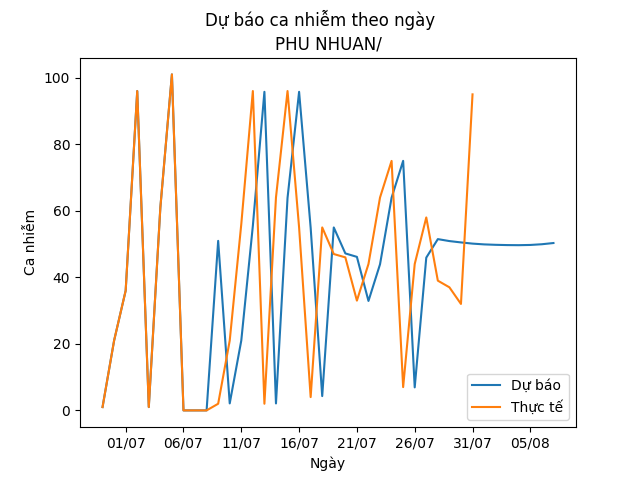 Dự báo ca nhiễm theo ngày
PHU NHUAN/
Ca nhiễm
100
80
60
40
20
0
01/07 06/07 11/07 16/07 21/07 26/07 31/07 05/08
Ngày
Dự báo
Thực tế